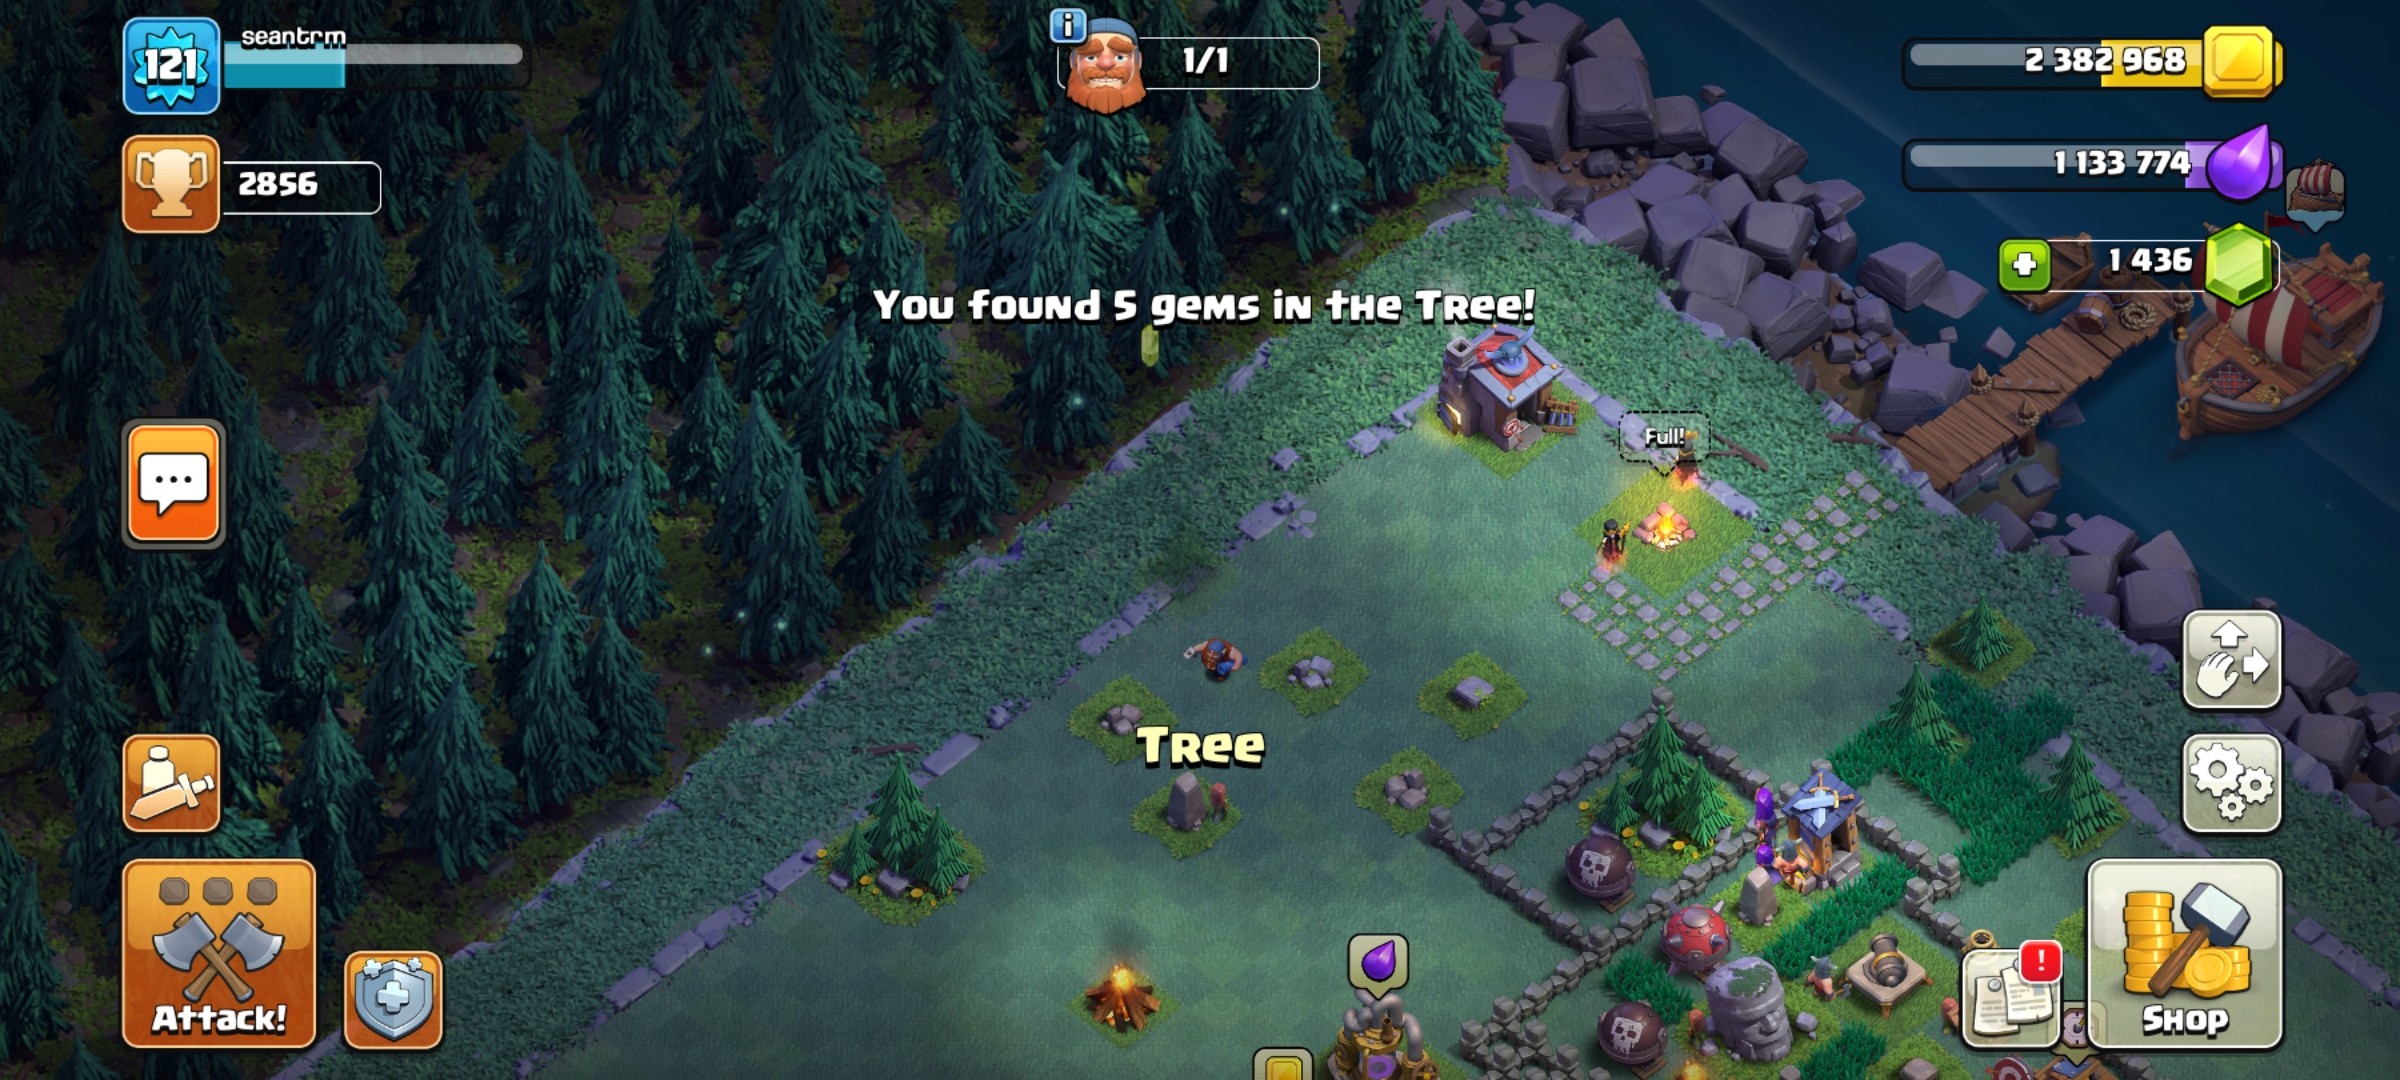 121
seantrm
1/1
2 382 968
2856
1 133 774
1 436
You found 5 gems in the Tree!
Full!
Tree
Attack!
!
Shop